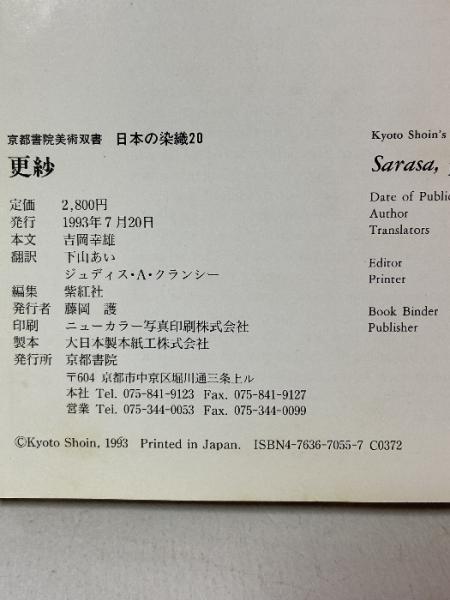 京都書院美術双書 日本の染織20
更紗
定価 2,800円
発行 1993年7月20日
本文 吉岡幸雄
翻訳 下山あい
ジュディス・A・クランシー
編集 紫紅社
発行者 藤岡 護
印刷 ニューカラー写真印刷株式会社
製本 大日本製本紙工株式会社
発行所 京都書院
〒604 京都市中京区堀川通三条上ル
本社 Tel. 075-841-9123 Fax. 075-841-9127
営業 Tel. 075-344-0053 Fax. 075-344-0099
©Kyoto Shoin, 1993 Printed in Japan. ISBN4-7636-7055-7 C0372
Kyoto Shoin's
Sarasa,
Date of Public
Author
Translators
Editor
Printer
Book Binder
Publisher